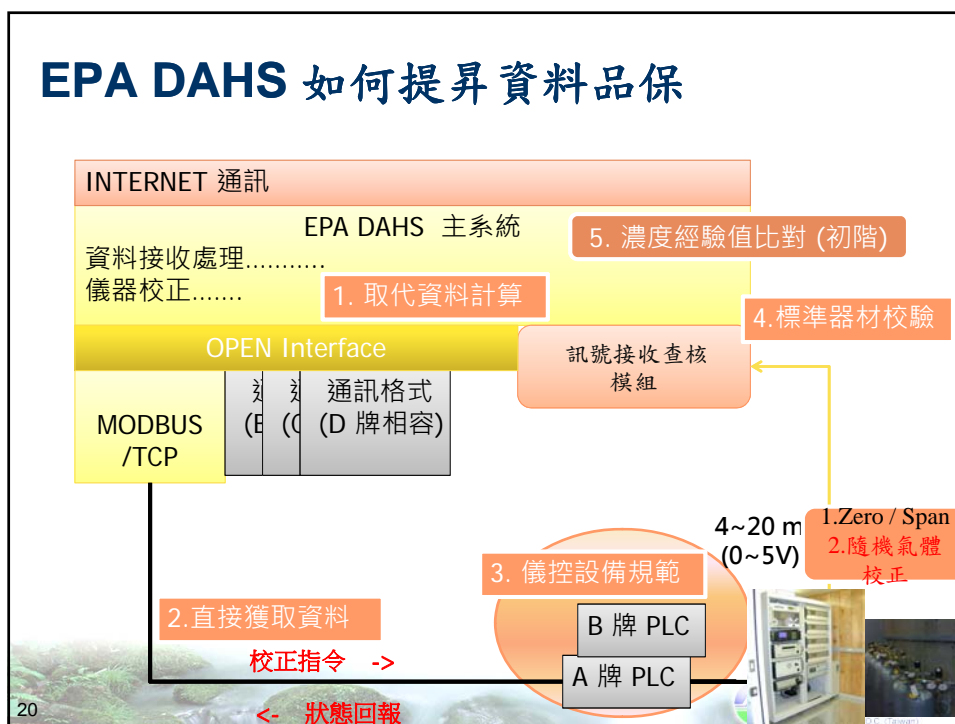 EPA DAHS 如何提昇資料品保
INTERNET 通訊
EPA DAHS 主系統
5. 濃度經驗值比對 (初階)
資料接收處理...........
儀器校正.......
1. 取代資料計算
4.標準器材校驗
OPEN Interface
訊號接收查核
模組
MODBUS
/TCP
(E
(C
通訊格式
(D 牌相容)
4~20 m
(0~5V)
1.Zero / Span
2.隨機氣體
校正
3. 儀控設備規範
2.直接獲取資料
B 牌 PLC
校正指令 ->
A 牌 PLC
<- 狀態回報
20